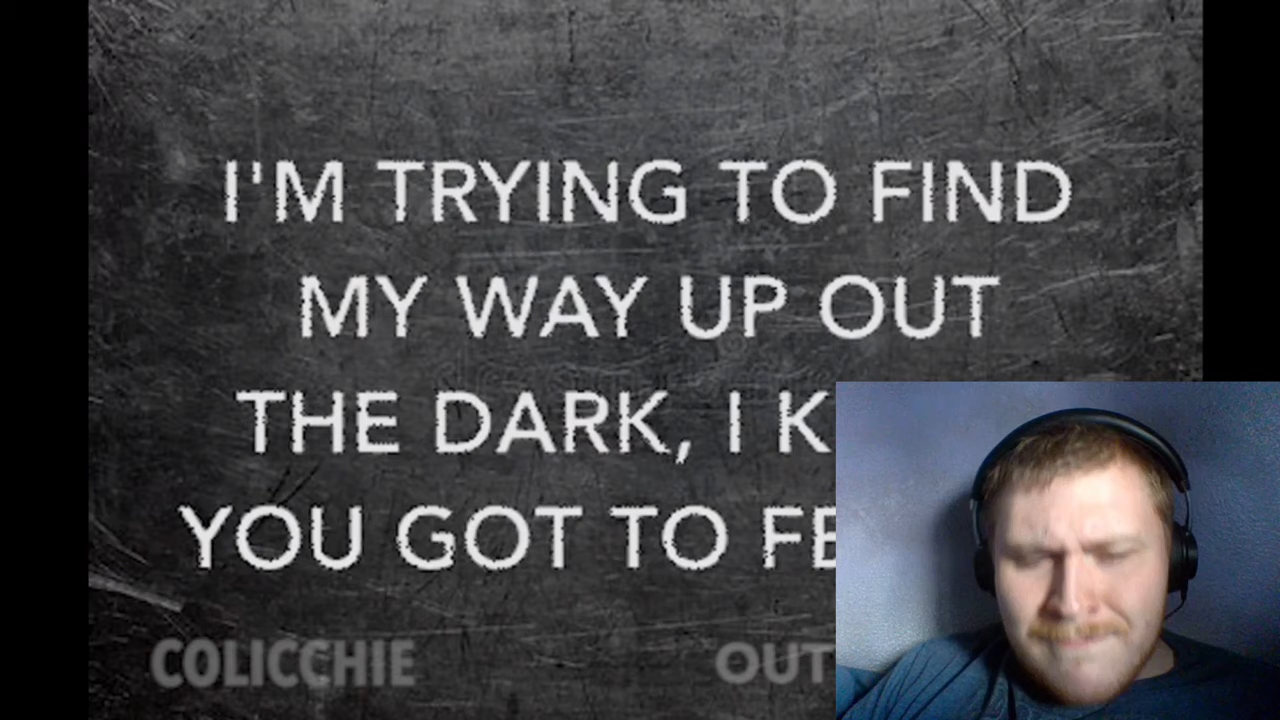 I'M TRYING TO FIND
MY WAY UP OUT
THE DARK, I K
YOU GOT TO FE
COLICCHIE OUT